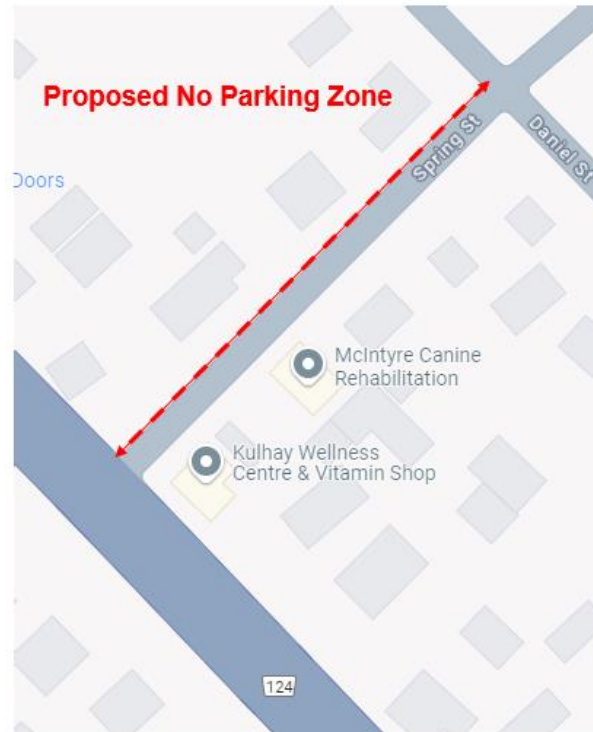 Proposed No Parking Zone
Spring St
Daniel St
Doors
McIntyre Canine
Rehabilitation
Kulhay Wellness
Centre & Vitamin Shop
124